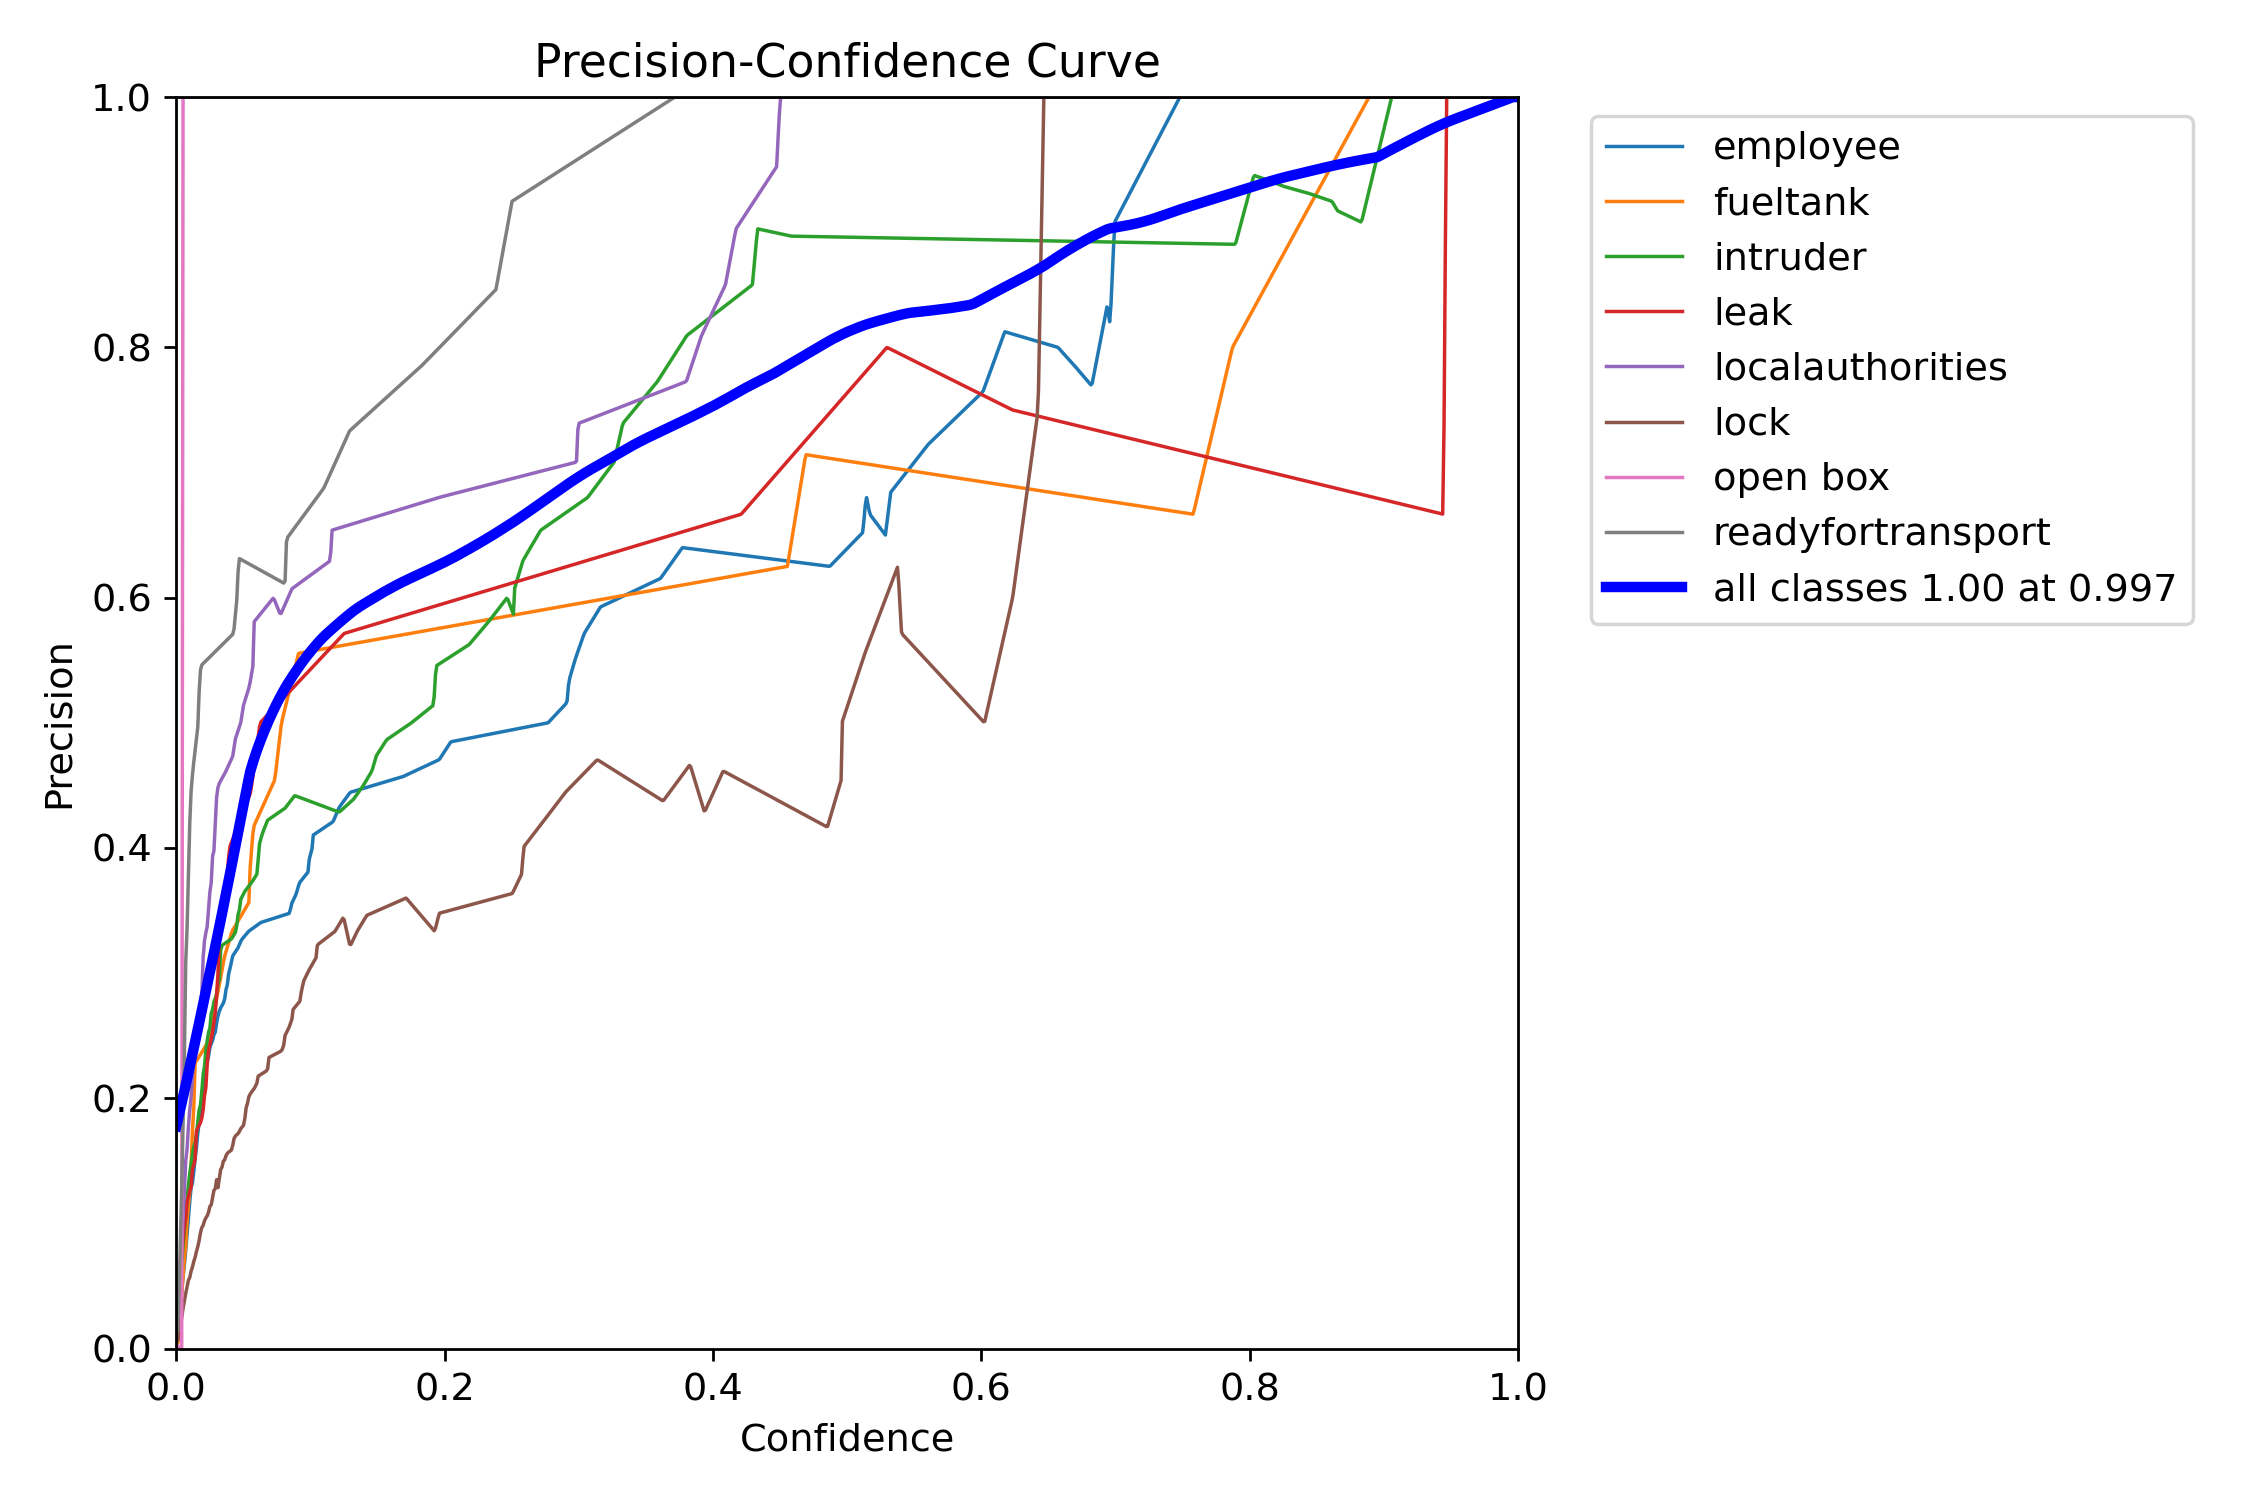 Precision-Confidence Curve
1.0
0.8
0.6
0.4
0.2
0.0
Precision
0.0 0.2 0.4 0.6 0.8 1.0
Confidence
employee
fueltank
intruder
leak
localauthorities
lock
open box
readyfortransport
all classes 1.00 at 0.997